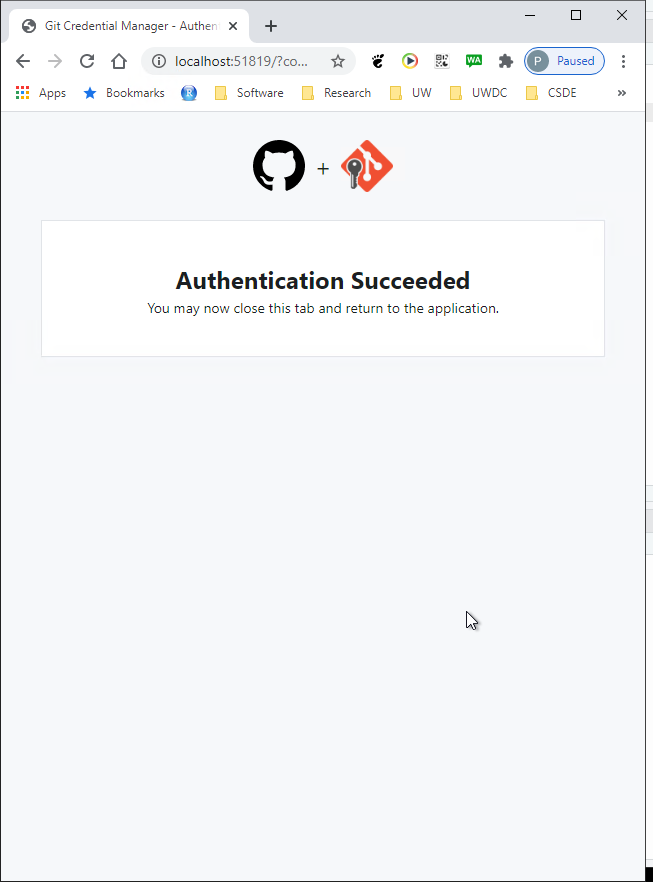 Git Credential Manager - Authen
localhost:51819/?co...
WA
P Paused
Apps
Bookmarks
R
Software
Research
UW
UWDC
CSDE
»
+
Authentication Succeeded
You may now close this tab and return to the application.